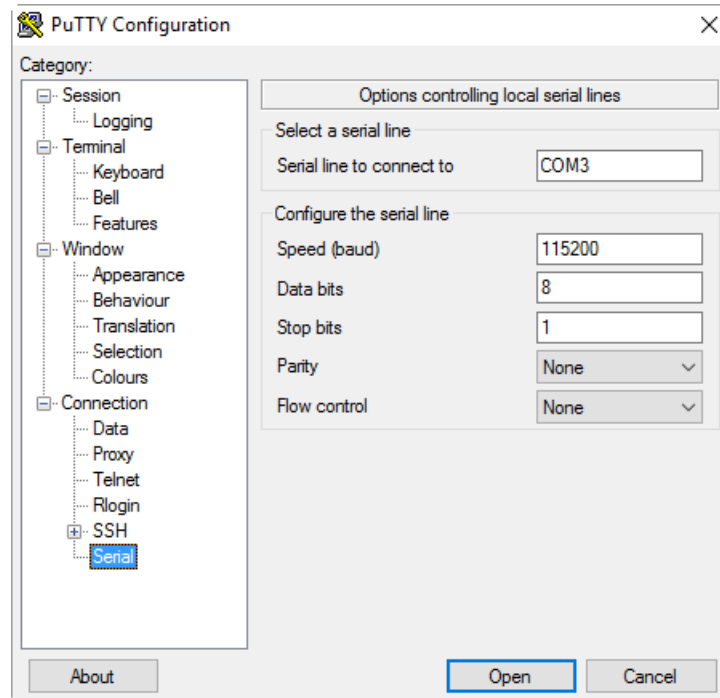 PuTTY Configuration
Category:
Session
Logging
Terminal
Keyboard
Bell
Features
Window
Appearance
Behaviour
Translation
Selection
Colours
Connection
Data
Proxy
Telnet
Rlogin
SSH
Serial
Options controlling local serial lines
Select a serial line
Serial line to connect to COM3
Configure the serial line
Speed (baud) 115200
Data bits 8
Stop bits 1
Parity None
Flow control None
About Open Cancel